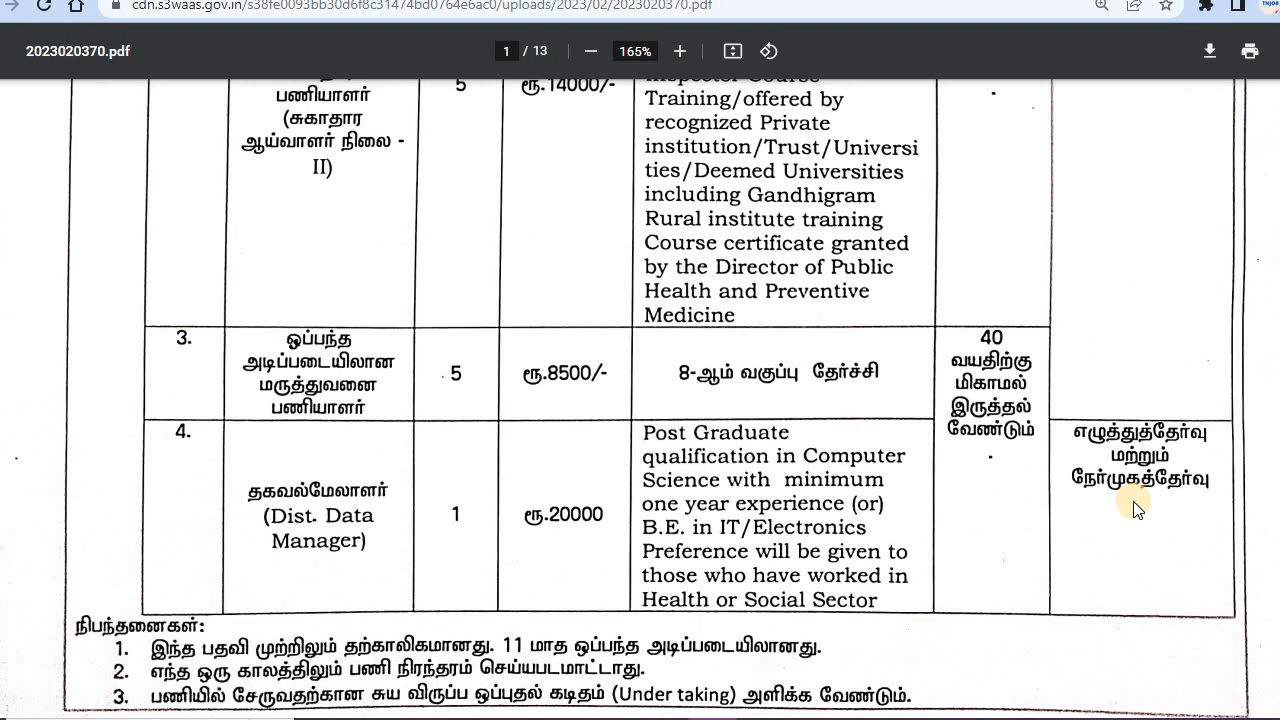 cdn.s3waas.gov.in/s38fe0093bb30d6f8c31474bd0764e6ac0/uploads/2023/02/2023020370.pdf
TNJOB
2023020370.pdf
1 / 13
165%
பணியாளர்
(சுகாதார
ஆய்வாளர் நிலை -
II)
5
ரூ.14000/-
Inspector Course
Training/offered by
recognized Private
institution/Trust/Universi
ties/Deemed Universities
including Gandhigram
Rural institute training
Course certificate granted
by the Director of Public
Health and Preventive
Medicine
3.
ஒப்பந்த
அடிப்படையிலான
மருத்துவனை
பணியாளர்
5
ரூ.8500/-
8-ஆம் வகுப்பு தேர்ச்சி
40
வயதிற்கு
மிகாமல்
இருத்தல்
வேண்டும்
4.
தகவல்மேலாளர்
(Dist. Data
Manager)
1
ரூ.20000
Post Graduate
qualification in Computer
Science with minimum
one year experience (or)
B.E. in IT/Electronics
Preference will be given to
those who have worked in
Health or Social Sector
எழுத்துத்தேர்வு
மற்றும்
நேர்முகத்தேர்வு
நிபந்தனைகள்:
1. இந்த பதவி முற்றிலும் தற்காலிகமானது. 11 மாத ஒப்பந்த அடிப்படையிலானது.
2. எந்த ஒரு காலத்திலும் பணி நிரந்தரம் செய்யபடமாட்டாது.
3. பணியில் சேருவதற்கான சுய விருப்ப ஒப்புதல் கடிதம் (Under taking) அளிக்க வேண்டும்.